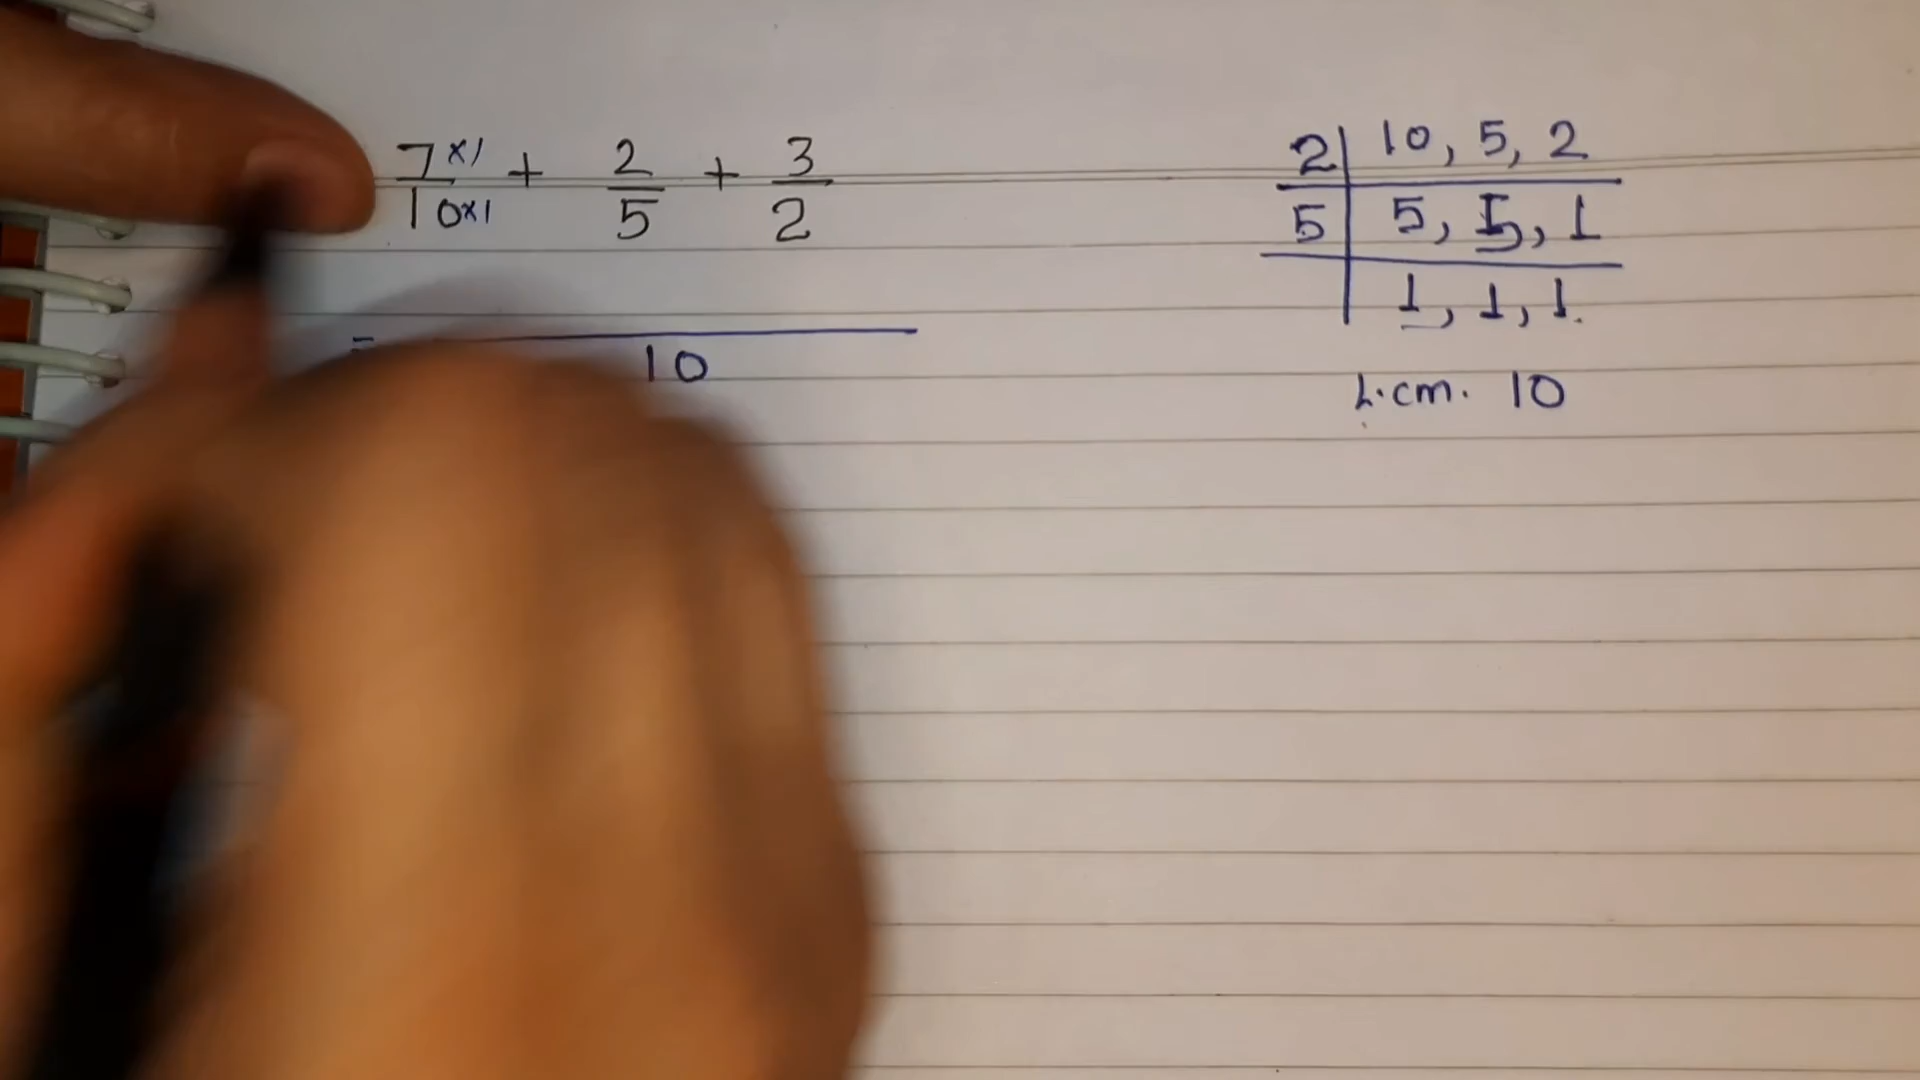 7×1/10×1 + 2/5 + 3/2
= /10
2 | 10, 5, 2
5 | 5, 5, 1
1, 1, 1.
L.cm. 10